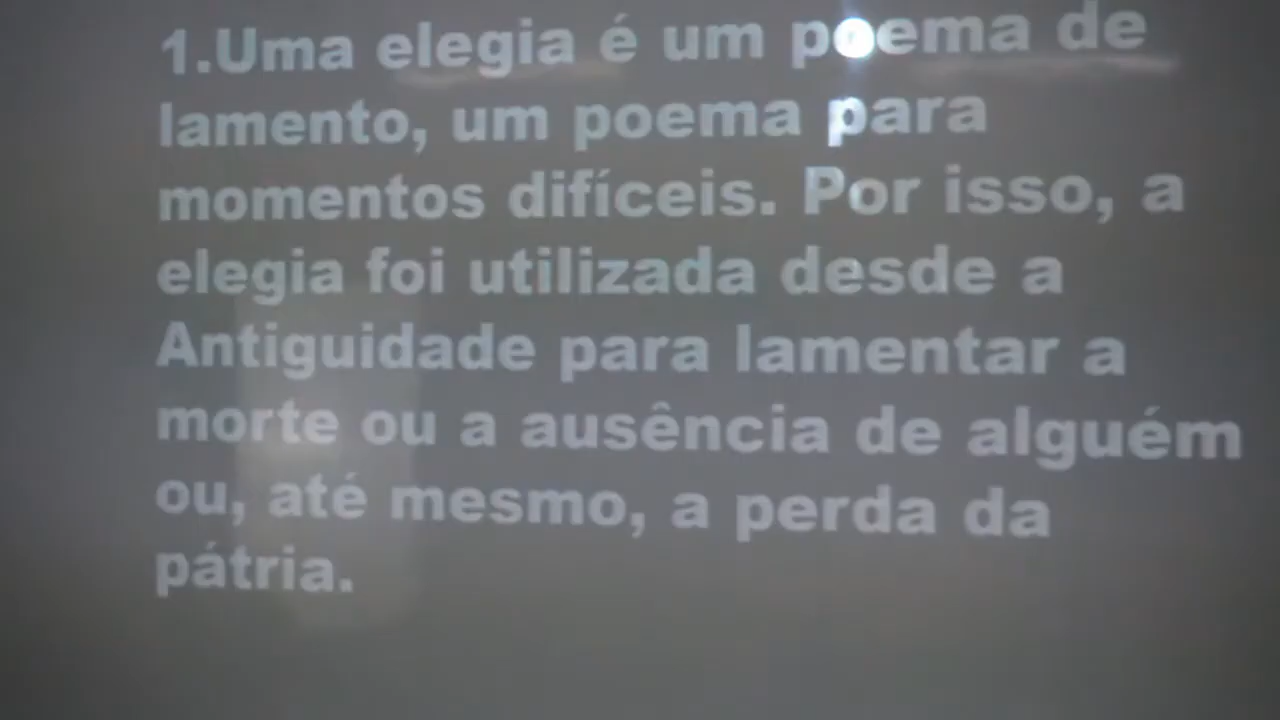 1.Uma elegia é um poema de
lamento, um poema para
momentos difíceis. Por isso, a
elegia foi utilizada desde a
Antiguidade para lamentar a
morte ou a ausência de alguém
ou, até mesmo, a perda da
pátria.